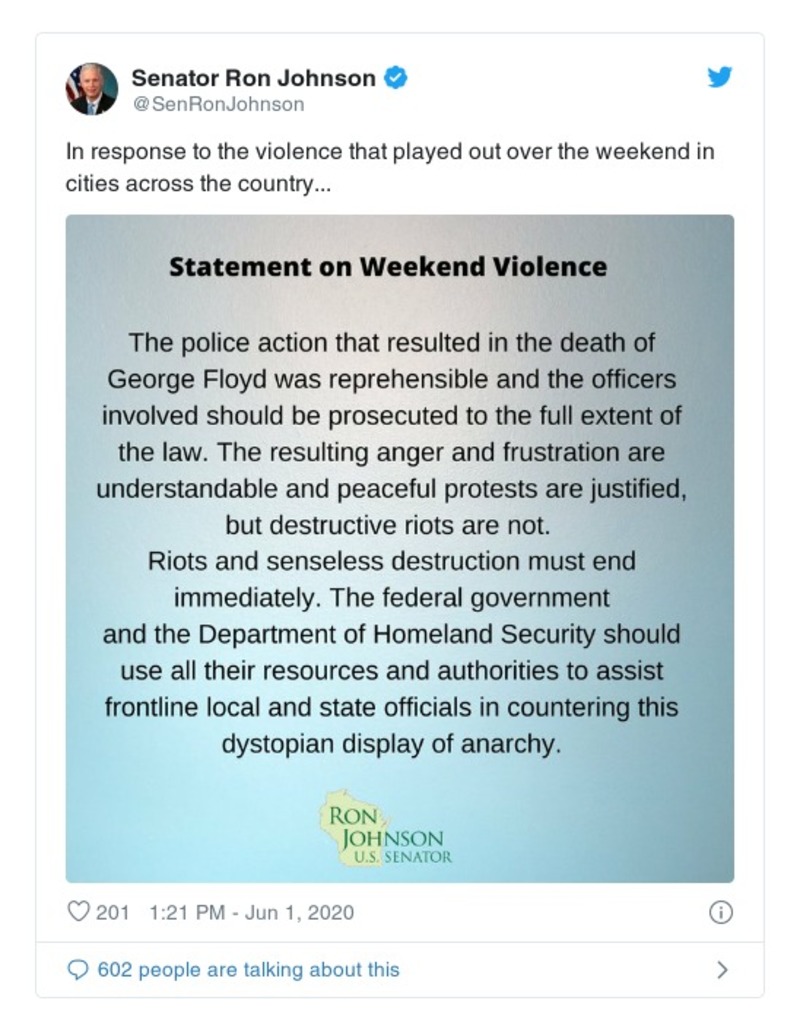 Senator Ron Johnson
@SenRonJohnson
In response to the violence that played out over the weekend in
cities across the country...
Statement on Weekend Violence
The police action that resulted in the death of
George Floyd was reprehensible and the officers
involved should be prosecuted to the full extent of
the law. The resulting anger and frustration are
understandable and peaceful protests are justified,
but destructive riots are not.
Riots and senseless destruction must end
immediately. The federal government
and the Department of Homeland Security should
use all their resources and authorities to assist
frontline local and state officials in countering this
dystopian display of anarchy.
RON
JOHNSON
U.S. SENATOR
201 1:21 PM - Jun 1, 2020
602 people are talking about this